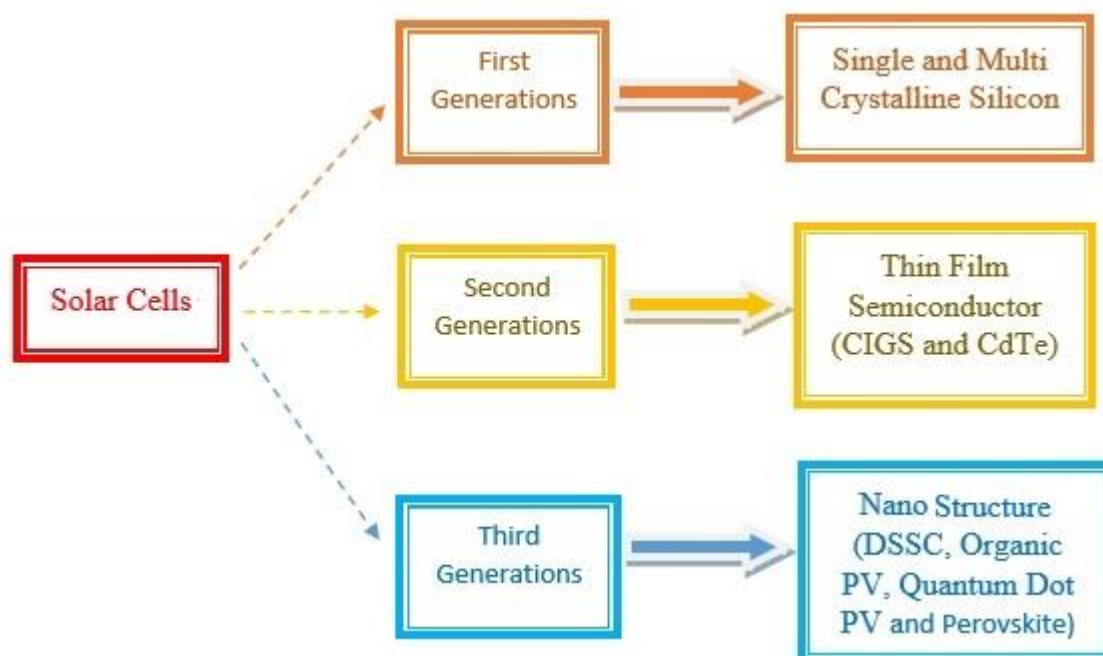 First
Generations
Single and Multi
Crystalline Silicon
Solar Cells
Second
Generations
Thin Film
Semiconductor
(CIGS and CdTe)
Third
Generations
Nano Structure
(DSSC, Organic
PV, Quantum Dot
PV and Perovskite)